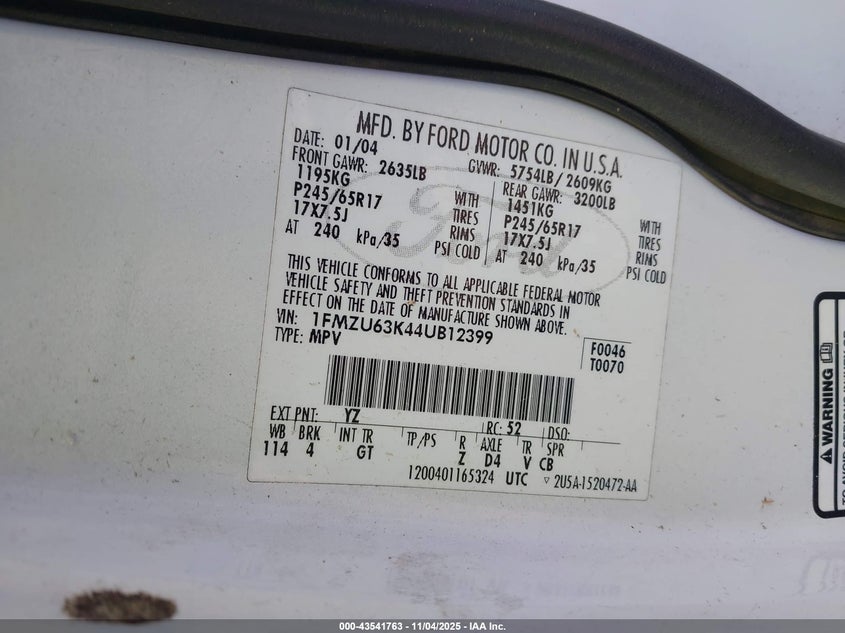 MFD. BY FORD MOTOR CO. IN U.S.A.
DATE: 01/04 GVWR: 5754LB/2609KG
FRONT GAWR: 2635LB REAR GAWR: 3200LB
1195KG WITH 1451KG WITH
P245/65R17 TIRES P245/65R17 TIRES
17X7.5J RIMS 17X7.5J RIMS
AT 240 kPa/35 PSI COLD AT 240 kPa/35 PSI COLD
THIS VEHICLE CONFORMS TO ALL APPLICABLE FEDERAL MOTOR
VEHICLE SAFETY AND THEFT PREVENTION STANDARDS IN
EFFECT ON THE DATE OF MANUFACTURE SHOWN ABOVE.
VIN: 1FMZU63K44UB12399
TYPE: MPV
F0046
T0070
EXT PNT: YZ RC: 52 DSO:
WB BRK INT TR TP/PS R AXLE TR SPR
114 4 GT Z D4 V CB
1200401165324 UTC ▿ 2U5A-1520472-AA
Ford
WARNING
000-43541763 - 11/04/2025 - IAA Inc.